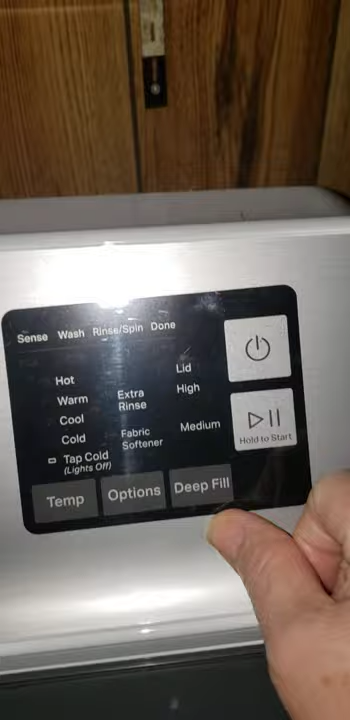 Sense Wash Rinse/Spin Done
Hot
Warm
Cool
Cold
Tap Cold
(Lights Off)
Extra
Rinse
Fabric
Softener
Lid
High
Medium
Hold to Start
Temp
Options
Deep Fill